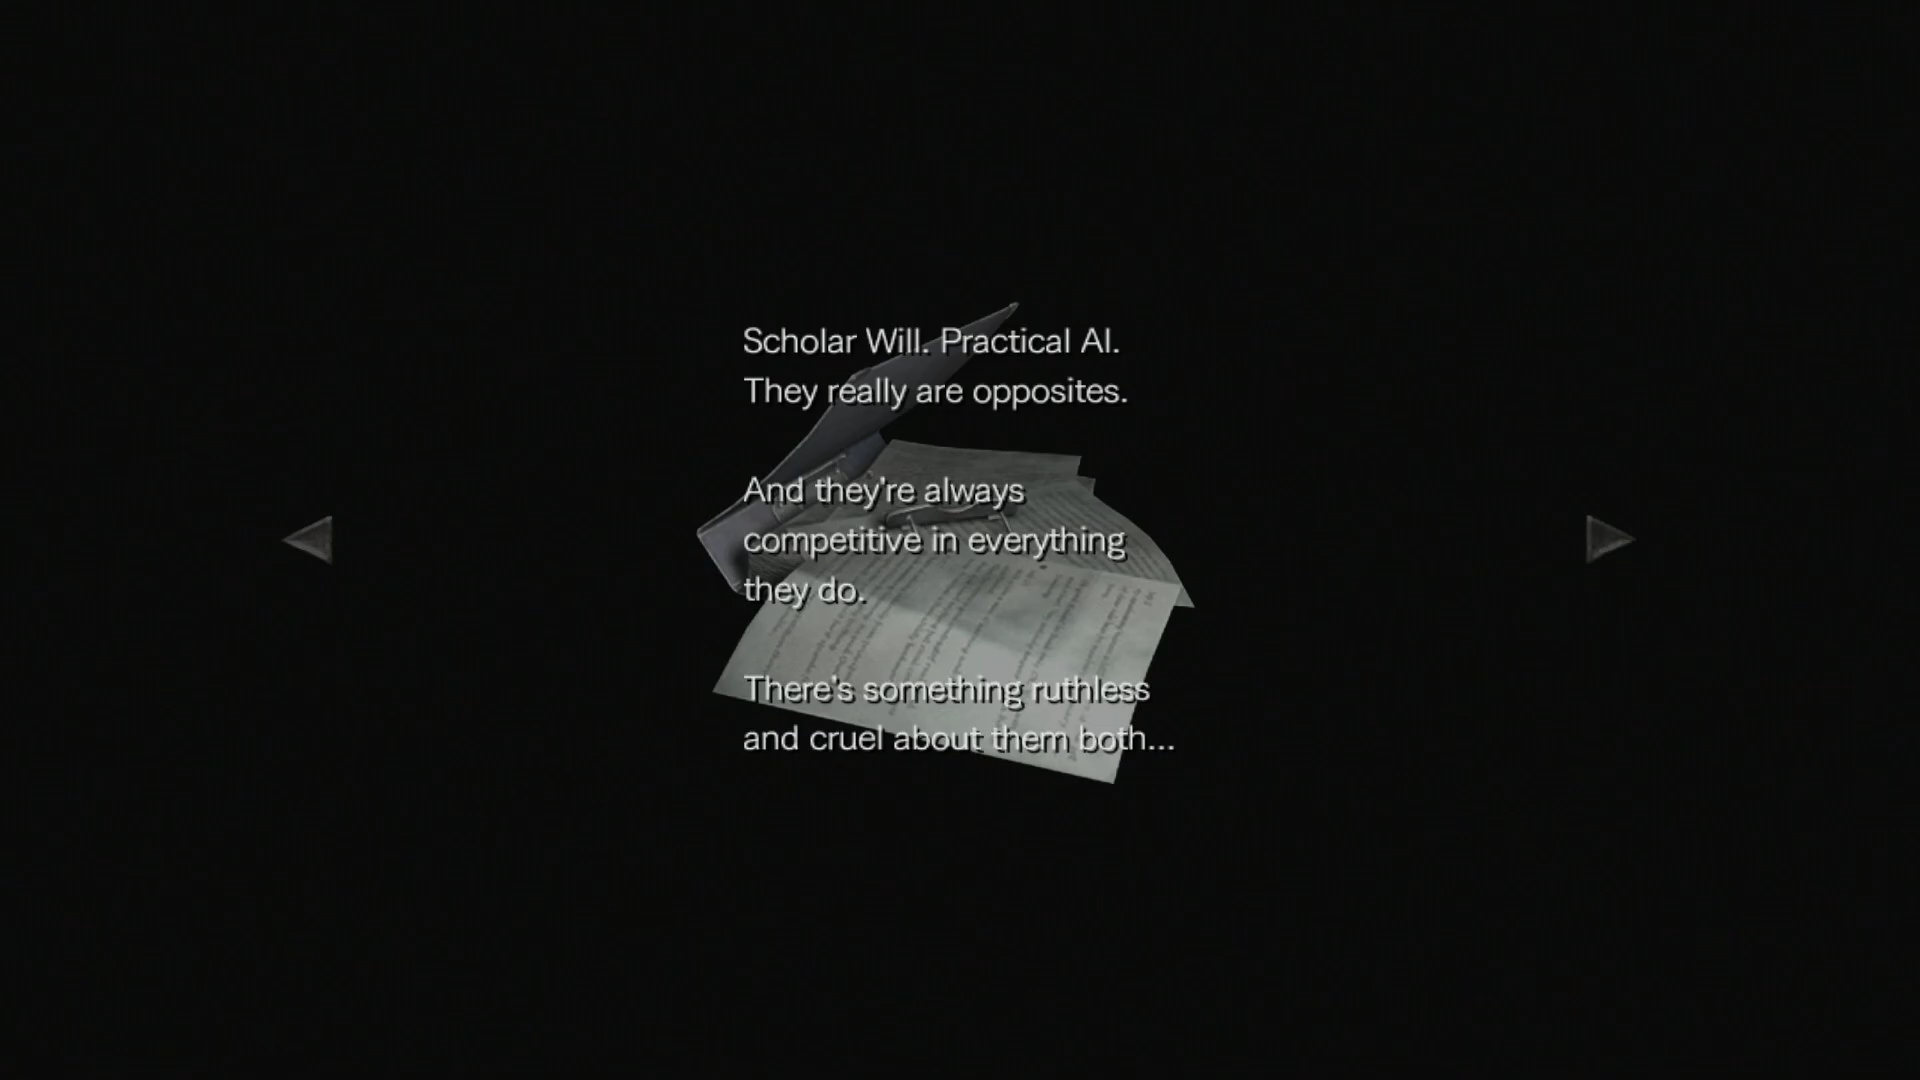 Scholar Will. Practical Al.
They really are opposites.
And they're always
competitive in everything
they do.
There's something ruthless
and cruel about them both...